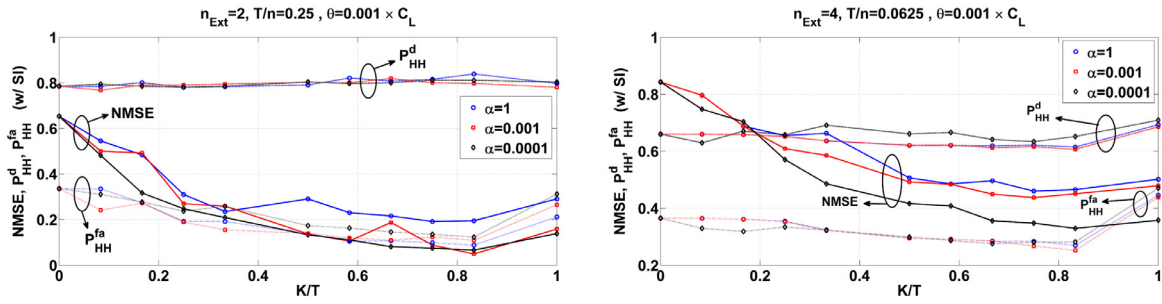 n_Ext=2, T/n=0.25 , θ=0.001 × C_L
NMSE, P^d_HH, P^fa_HH (w/ SI)
1
0.8
0.6
0.4
0.2
0
P^d_HH
NMSE
P^fa_HH
α=1
α=0.001
α=0.0001
0 0.2 0.4 0.6 0.8 1
K/T
n_Ext=4, T/n=0.0625 , θ=0.001 × C_L
NMSE, P^d_HH, P^fa_HH (w/ SI)
1
0.8
0.6
0.4
0.2
α=1
α=0.001
α=0.0001
P^d_HH
NMSE
P^fa_HH
0 0.2 0.4 0.6 0.8 1
K/T